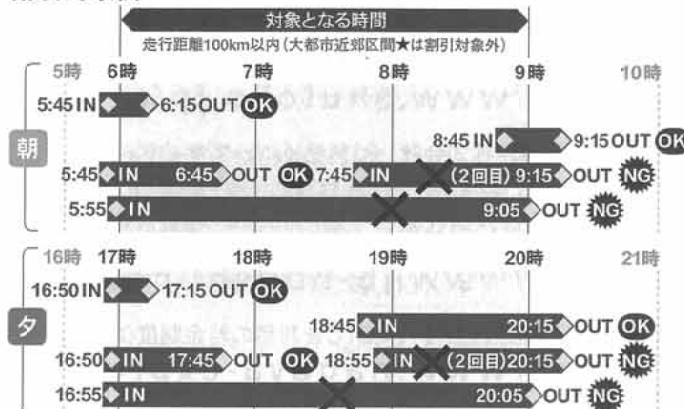 対象となる時間
走行距離100km以内(大都市近郊区間★は割引対象外)
5時 6時 7時 8時 9時 10時
朝
5:45 IN 6:15 OUT OK
8:45 IN 9:15 OUT OK
5:45 IN 6:45 OUT OK 7:45 IN (2回目) 9:15 OUT NG
5:55 IN 9:05 OUT NG
16時 17時 18時 19時 20時 21時
夕
16:50 IN 17:15 OUT OK
18:45 IN 20:15 OUT OK
16:50 IN 17:45 OUT OK 18:55 IN (2回目) 20:15 OUT NG
16:55 IN 20:05 OUT NG